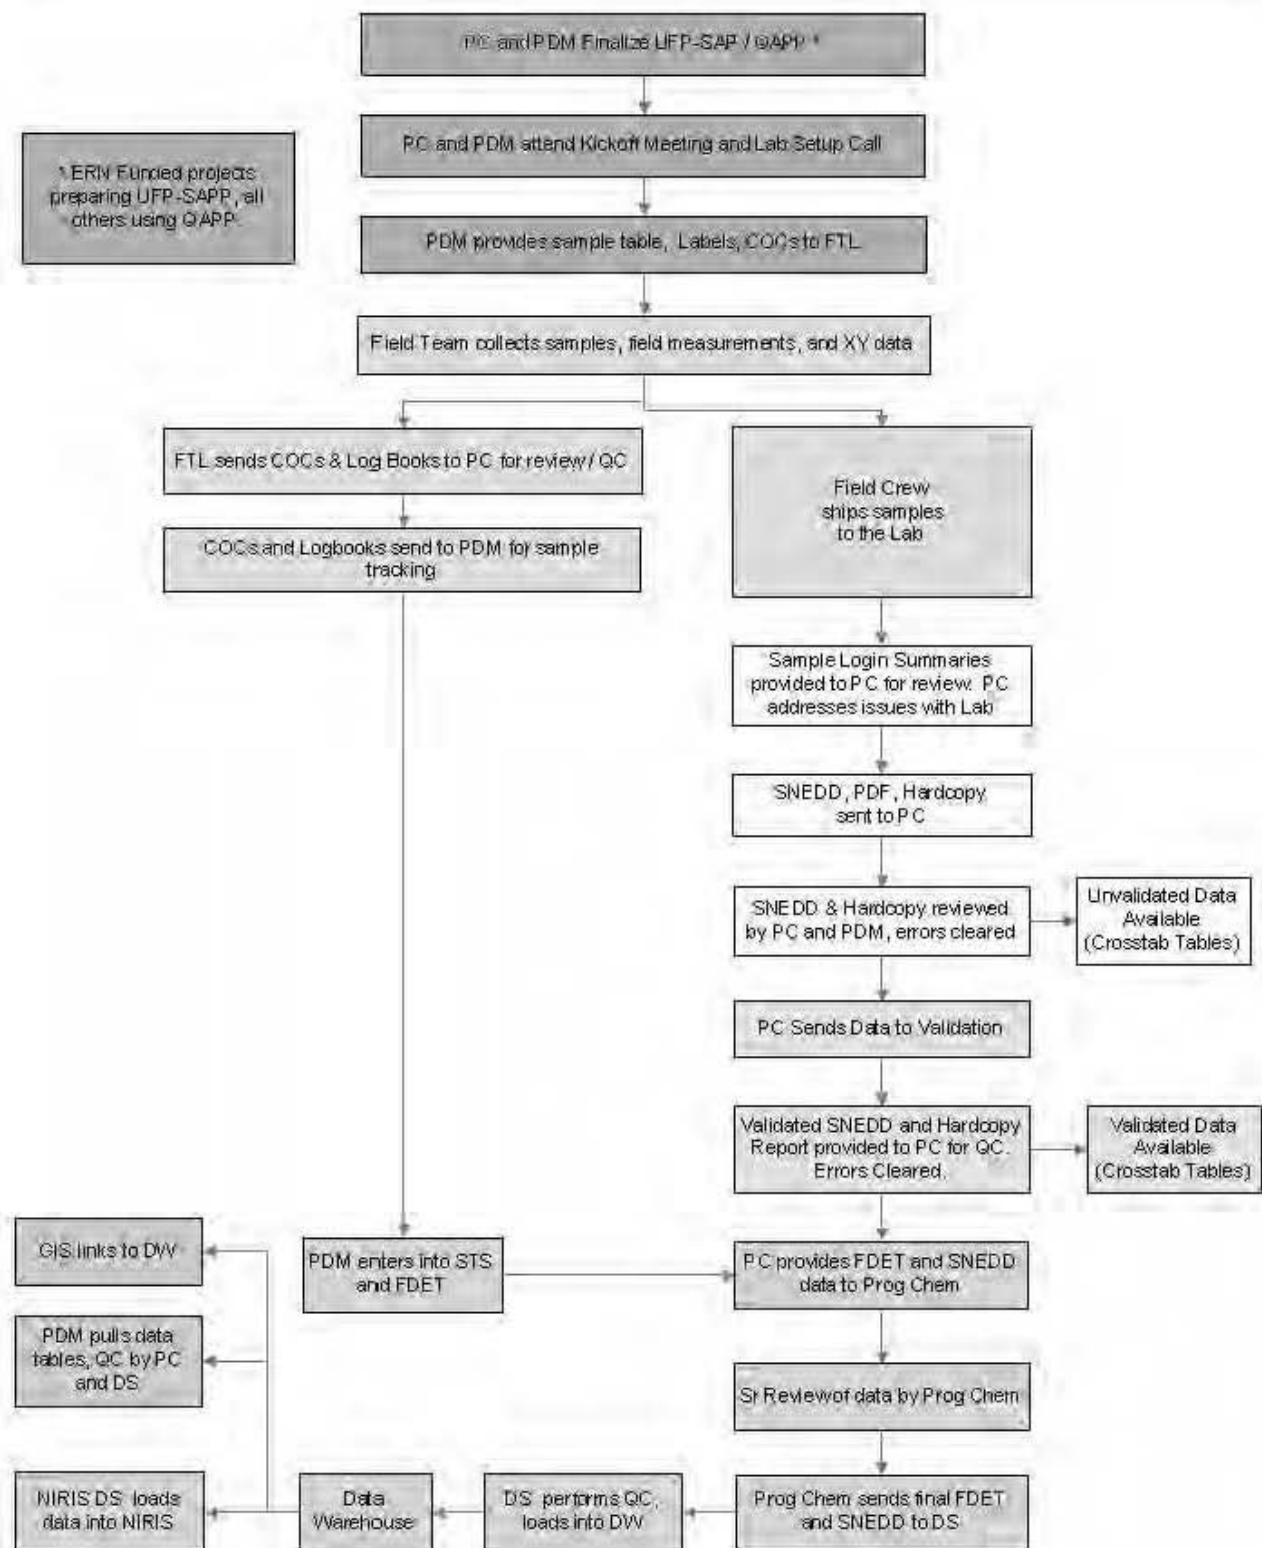 PC and PDM Finalize UFP-SAP / QAPP *
PC and PDM attend Kickoff Meeting and Lab Setup Call
* ERN Funded projects
preparing UFP-SAPP, all
others using QAPP.
PDM provides sample table, Labels, COCs to FTL
Field Team collects samples, field measurements, and XY data
FTL sends COCs & Log Books to PC for review / QC
COCs and Logbooks send to PDM for sample
tracking
Field Crew
ships samples
to the Lab
Sample Login Summaries
provided to PC for review. PC
addresses issues with Lab
SNEDD, PDF, Hardcopy
sent to PC
SNEDD & Hardcopy reviewed
by PC and PDM, errors cleared
Unvalidated Data
Available
(Crosstab Tables)
PC Sends Data to Validation
Validated SNEDD and Hardcopy
Report provided to PC for QC.
Errors Cleared.
Validated Data
Available
(Crosstab Tables)
GIS links to DW
PDM enters into STS
and FDET
PC provides FDET and SNEDD
data to Prog Chem
PDM pulls data
tables, QC by PC
and DS
Sr Review of data by Prog Chem
NIRIS DS loads
data into NIRIS
Data
Warehouse
DS performs QC,
loads into DW
Prog Chem sends final FDET
and SNEDD to DS